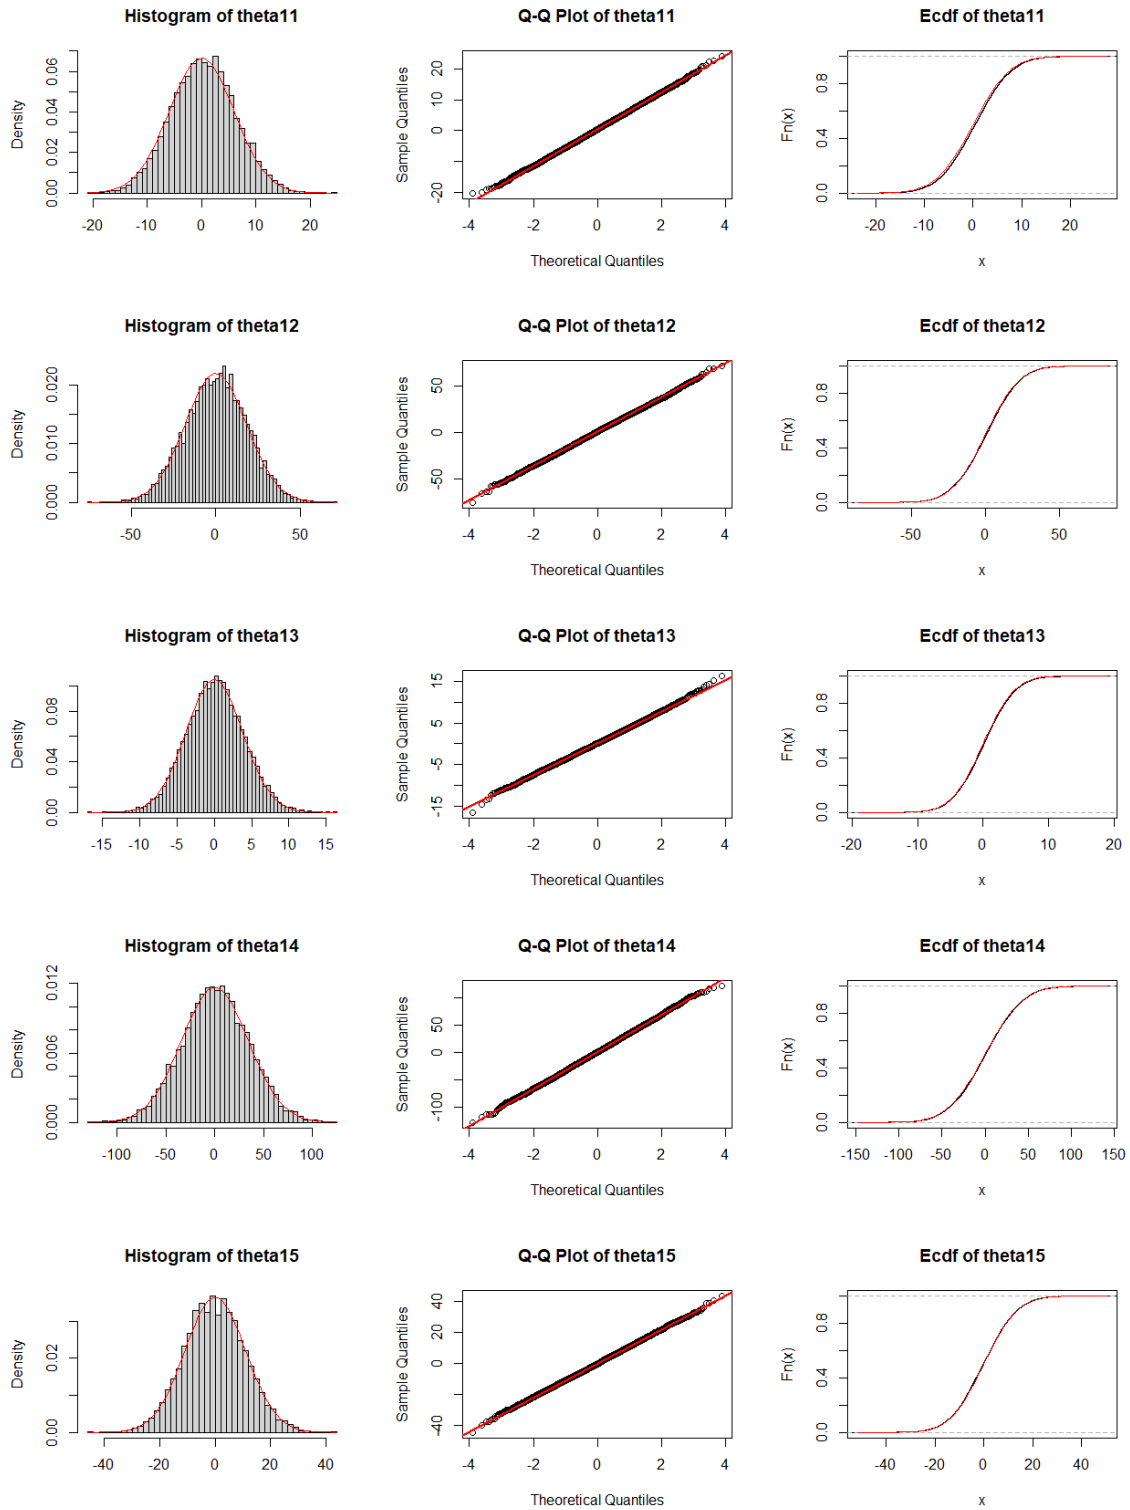 Histogram of theta11
Q-Q Plot of theta11
Ecdf of theta11
Density
0.00 0.02 0.04 0.06
-20 -10 0 10 20
Sample Quantiles
-20 0 10 20
-4 -2 0 2 4
Theoretical Quantiles
Fn(x)
0.0 0.4 0.8
-20 -10 0 10 20
x
Histogram of theta12
Q-Q Plot of theta12
Ecdf of theta12
Density
0.000 0.010 0.020
-50 0 50
Sample Quantiles
-50 0 50
-4 -2 0 2 4
Theoretical Quantiles
Fn(x)
0.0 0.4 0.8
-50 0 50
x
Histogram of theta13
Q-Q Plot of theta13
Ecdf of theta13
Density
0.00 0.04 0.08
-15 -10 -5 0 5 10 15
Sample Quantiles
-15 -5 5 15
-4 -2 0 2 4
Theoretical Quantiles
Fn(x)
0.0 0.4 0.8
-20 -10 0 10 20
x
Histogram of theta14
Q-Q Plot of theta14
Ecdf of theta14
Density
0.000 0.006 0.012
-100 -50 0 50 100
Sample Quantiles
-100 0 50
-4 -2 0 2 4
Theoretical Quantiles
Fn(x)
0.0 0.4 0.8
-150 -100 -50 0 50 100 150
x
Histogram of theta15
Q-Q Plot of theta15
Ecdf of theta15
Density
0.00 0.02
-40 -20 0 20 40
Sample Quantiles
-40 0 20 40
-4 -2 0 2 4
Theoretical Quantiles
Fn(x)
0.0 0.4 0.8
-40 -20 0 20 40
x